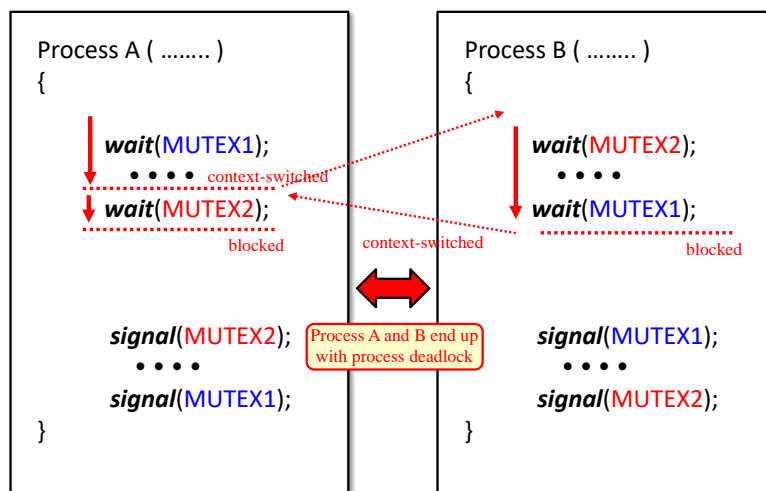 Process A ( …….. )
{
wait(MUTEX1);
• • • •
context-switched
wait(MUTEX2);
blocked
signal(MUTEX2);
• • • •
signal(MUTEX1);
}
context-switched
Process A and B end up
with process deadlock
Process B ( …….. )
{
wait(MUTEX2);
• • • •
wait(MUTEX1);
blocked
signal(MUTEX1);
• • • •
signal(MUTEX2);
}